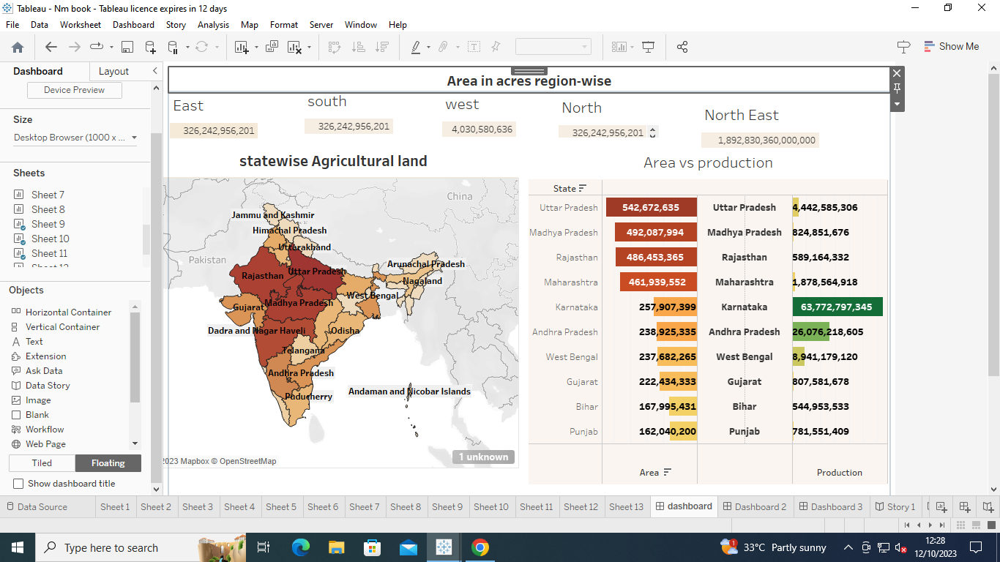 Tableau - Nm book - Tableau licence expires in 12 days
File Data Worksheet Dashboard Story Analysis Map Format Server Window Help
Show Me
Dashboard Layout
Device Preview
Size
Desktop Browser (1000 x ...
Sheets
Sheet 7
Sheet 8
Sheet 9
Sheet 10
Sheet 11
Objects
Horizontal Container
Vertical Container
Text
Extension
Ask Data
Data Story
Image
Blank
Workflow
Web Page
Tiled Floating
Show dashboard title
Area in acres region-wise
East south west North North East
326,242,956,201 326,242,956,201 4,030,580,636 326,242,956,201 1,892,830,360,000,000
statewise Agricultural land
China
Jammu and Kashmir
Himachal Pradesh
Uttarakhand
Pakistan
Arunachal Pradesh
Uttar Pradesh
Rajasthan
Nagaland
West Bengal
Madhya Pradesh
Gujarat
Dadra and Nagar Haveli
Odisha
Telangana
Andhra Pradesh
Andaman and Nicobar Islands
Puducherry
1 unknown
2023 Mapbox © OpenStreetMap
Area vs production
State
Uttar Pradesh 542,672,635 Uttar Pradesh 4,442,585,306
Madhya Pradesh 492,087,994 Madhya Pradesh 824,851,676
Rajasthan 486,453,365 Rajasthan 589,164,332
Maharashtra 461,939,552 Maharashtra 1,878,564,918
Karnataka 257,907,399 Karnataka 63,772,797,345
Andhra Pradesh 238,925,335 Andhra Pradesh 26,076,218,605
West Bengal 237,682,265 West Bengal 8,941,179,120
Gujarat 222,434,333 Gujarat 807,581,678
Bihar 167,995,431 Bihar 544,953,533
Punjab 162,040,200 Punjab 781,551,409
Area Production
Data Source Sheet 1 Sheet 2 Sheet 3 Sheet 4 Sheet 5 Sheet 6 Sheet 7 Sheet 8 Sheet 9 Sheet 10 Sheet 11 Sheet 12 Sheet 13 dashboard Dashboard 2 Dashboard 3 Story 1
Type here to search
33°C Partly sunny
12:28
12/10/2023